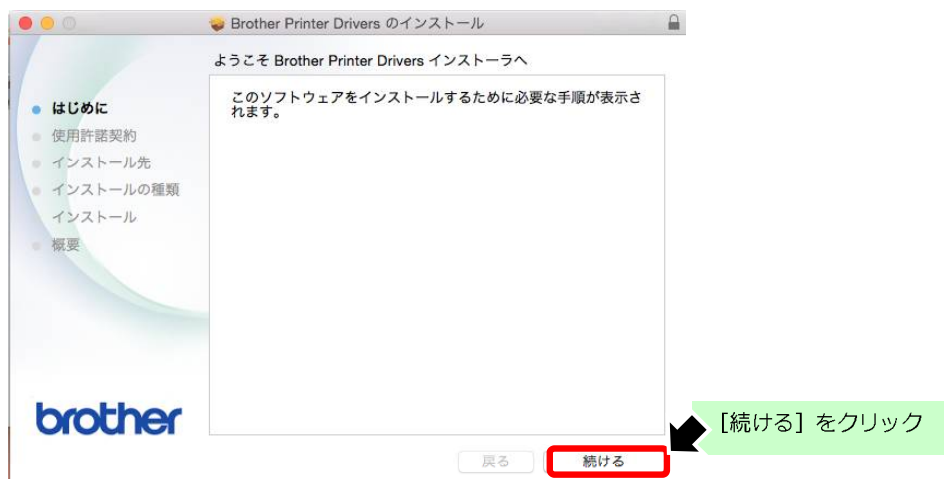 Brother Printer Drivers のインストール
ようこそ Brother Printer Drivers インストーラへ
このソフトウェアをインストールするために必要な手順が表示さ
れます。
はじめに
使用許諾契約
インストール先
インストールの種類
インストール
概要
brother
[続ける] をクリック
戻る
続ける